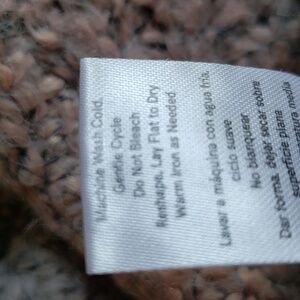 Machine Wash Cold,
Gentle Cycle
Do Not Bleach
Reshape, Lay Flat to Dry
Warm Iron as Needed
Lavar a máquina con agua fría,
ciclo suave
No blanquear
Dar forma, dejar secar sobre
superficie plana